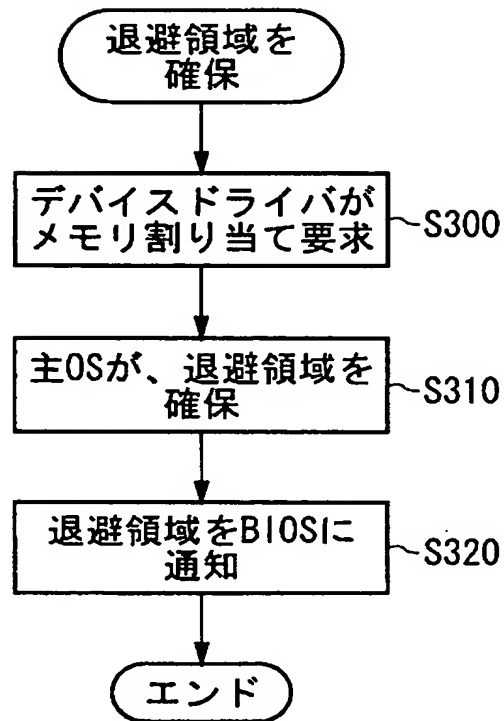 退避領域を
確保
デバイスドライバが
メモリ割り当て要求
S300
主OSが、退避領域を
確保
S310
退避領域をBIOSに
通知
S320
エンド